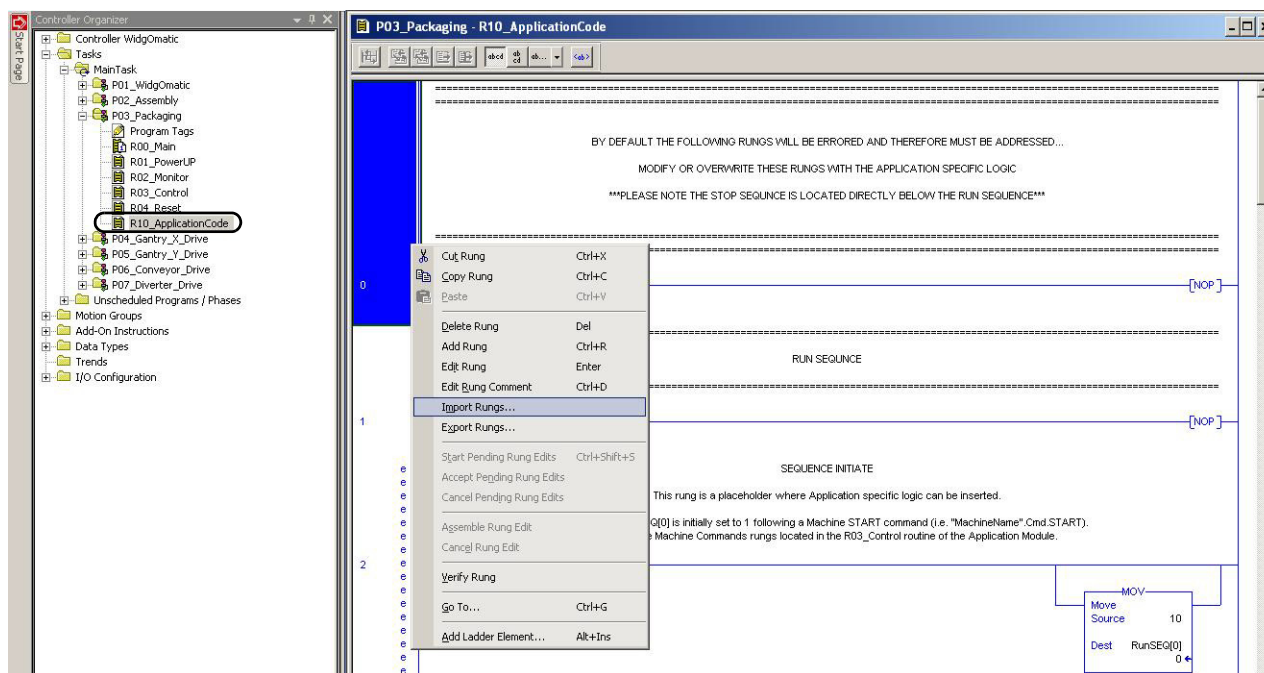 Start Page
Controller Organizer
Controller WidgOmatic
Tasks
MainTask
P01_WidgOmatic
P02_Assembly
P03_Packaging
Program Tags
R00_Main
R01_PowerUP
R02_Monitor
R03_Control
R04_Reset
R10_ApplicationCode
P04_Gantry_X_Drive
P05_Gantry_Y_Drive
P06_Conveyor_Drive
P07_Diverter_Drive
Unscheduled Programs / Phases
Motion Groups
Add-On Instructions
Data Types
Trends
I/O Configuration
P03_Packaging - R10_ApplicationCode
abcd ab cd ab... <ab>
BY DEFAULT THE FOLLOWING RUNGS WILL BE ERRORED AND THEREFORE MUST BE ADDRESSED...
MODIFY OR OVERWRITE THESE RUNGS WITH THE APPLICATION SPECIFIC LOGIC
***PLEASE NOTE THE STOP SEQUNCE IS LOCATED DIRECTLY BELOW THE RUN SEQUENCE***
0
NOP
RUN SEQUNCE
1
NOP
SEQUENCE INITIATE
This rung is a placeholder where Application specific logic can be inserted.
Q[0] is initially set to 1 following a Machine START command (i.e. "MachineName".Cmd.START).
Machine Commands rungs located in the R03_Control routine of the Application Module.
e
e
e
e
e
e
e
2 e
e
e
e
e
e
e
e
MOV
Move
Source 10
Dest RunSEQ[0]
0
Cut Rung Ctrl+X
Copy Rung Ctrl+C
Paste Ctrl+V
Delete Rung Del
Add Rung Ctrl+R
Edit Rung Enter
Edit Rung Comment Ctrl+D
Import Rungs...
Export Rungs...
Start Pending Rung Edits Ctrl+Shift+S
Accept Pending Rung Edits
Cancel Pending Rung Edits
Assemble Rung Edit
Cancel Rung Edit
Verify Rung
Go To... Ctrl+G
Add Ladder Element... Alt+Ins